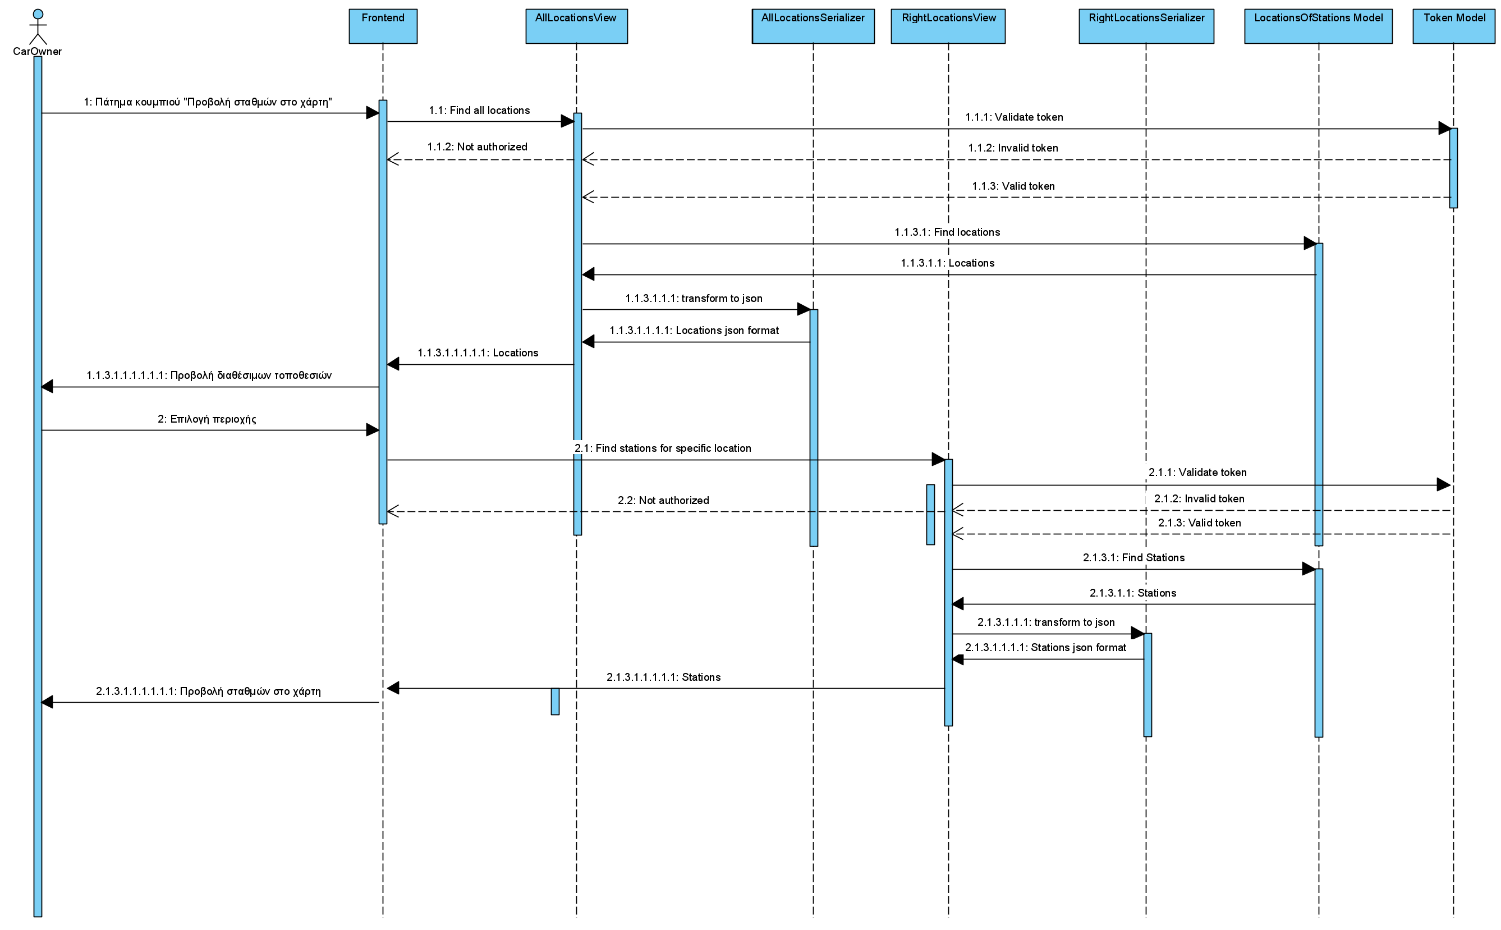 CarOwner
Frontend
AllLocationsView
AllLocationsSerializer
RightLocationsView
RightLocationsSerializer
LocationsOfStations Model
Token Model
1: Πάτημα κουμπιού "Προβολή σταθμών στο χάρτη"
1.1: Find all locations
1.1.1: Validate token
1.1.2: Not authorized
1.1.2: Invalid token
1.1.3: Valid token
1.1.3.1: Find locations
1.1.3.1.1: Locations
1.1.3.1.1.1: transform to json
1.1.3.1.1.1.1: Locations json format
1.1.3.1.1.1.1.1: Locations
1.1.3.1.1.1.1.1.1: Προβολή διαθέσιμων τοποθεσιών
2: Επιλογή περιοχής
2.1: Find stations for specific location
2.1.1: Validate token
2.2: Not authorized
2.1.2: Invalid token
2.1.3: Valid token
2.1.3.1: Find Stations
2.1.3.1.1: Stations
2.1.3.1.1.1: transform to json
2.1.3.1.1.1.1: Stations json format
2.1.3.1.1.1.1.1: Stations
2.1.3.1.1.1.1.1.1: Προβολή σταθμών στο χάρτη